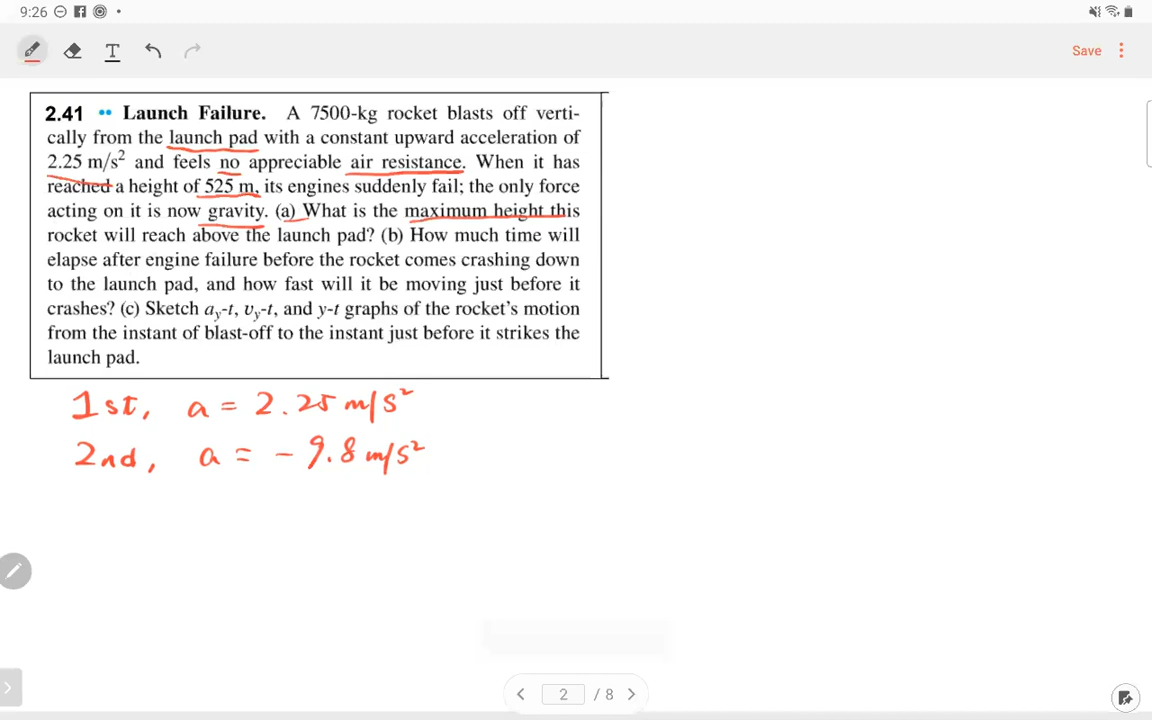 9:26
Save
2.41 •• Launch Failure. A 7500-kg rocket blasts off verti-
cally from the launch pad with a constant upward acceleration of
2.25 m/s² and feels no appreciable air resistance. When it has
reached a height of 525 m, its engines suddenly fail; the only force
acting on it is now gravity. (a) What is the maximum height this
rocket will reach above the launch pad? (b) How much time will
elapse after engine failure before the rocket comes crashing down
to the launch pad, and how fast will it be moving just before it
crashes? (c) Sketch a_y-t, v_y-t, and y-t graphs of the rocket's motion
from the instant of blast-off to the instant just before it strikes the
launch pad.
1st, a = 2.25 m/s²
2nd, a = - 9.8 m/s²
2 / 8